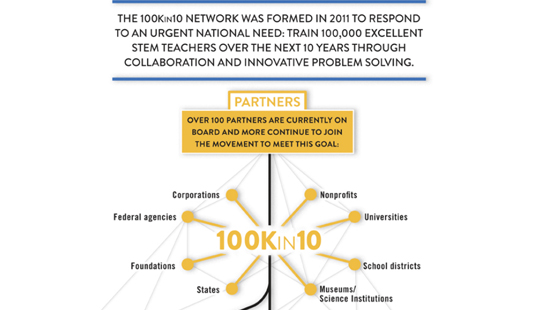 THE 100KIN10 NETWORK WAS FORMED IN 2011 TO RESPOND
TO AN URGENT NATIONAL NEED: TRAIN 100,000 EXCELLENT
STEM TEACHERS OVER THE NEXT 10 YEARS THROUGH
COLLABORATION AND INNOVATIVE PROBLEM SOLVING.
PARTNERS
OVER 100 PARTNERS ARE CURRENTLY ON
BOARD AND MORE CONTINUE TO JOIN
THE MOVEMENT TO MEET THIS GOAL:
Corporations
Nonprofits
Federal agencies
Universities
100KIN10
Foundations
School districts
States
Museums/
Science Institutions